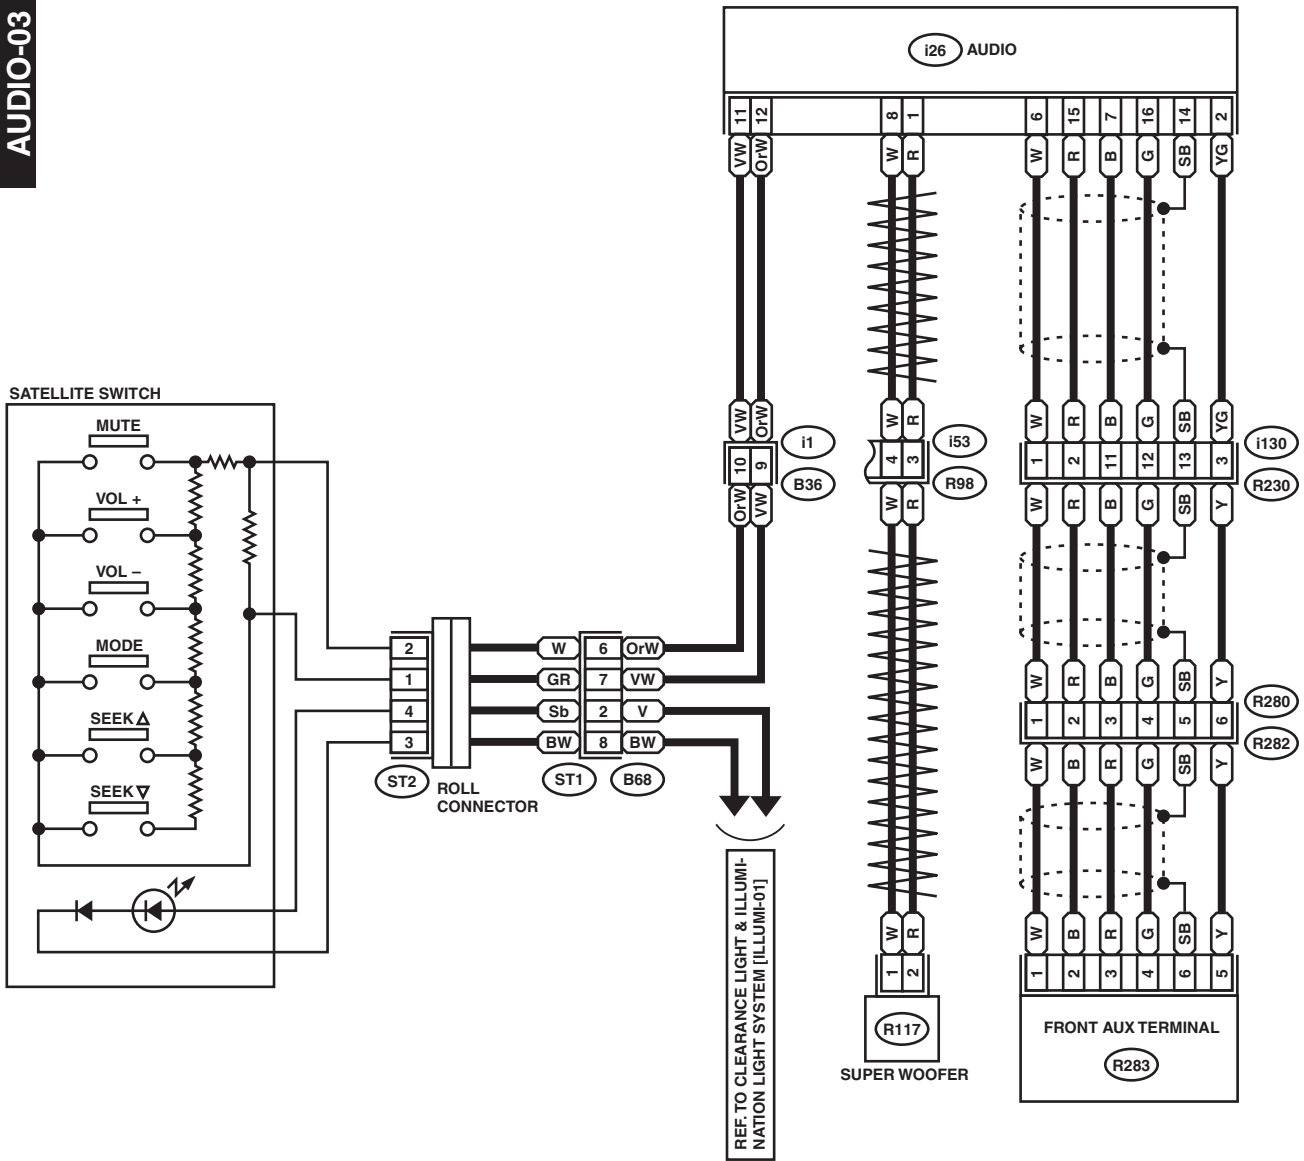 AUDIO-03
i26 AUDIO
11 12 8 1 6 15 7 16 14 2
VW OrW W R W R B G SB YG
SATELLITE SWITCH
MUTE
VOL +
VOL –
MODE
SEEK △
SEEK ▽
VW OrW W R W R B G SB YG
i1 i53 i130
10 9 4 3 1 2 11 12 13 3
B36 R98 R230
OrW VW W R W R B G SB Y
2 W 6 OrW
1 GR 7 VW
4 Sb 2 V
3 BW 8 BW
ST2 ROLL
CONNECTOR
ST1 B68
W R B G SB Y
R280
1 2 3 4 5 6
R282
W B R G SB Y
REF. TO CLEARANCE LIGHT & ILLUMI-
NATION LIGHT SYSTEM [ILLUMI-01]
W R W B R G SB Y
1 2 1 2 3 4 6 5
R117
SUPER WOOFER
FRONT AUX TERMINAL
R283